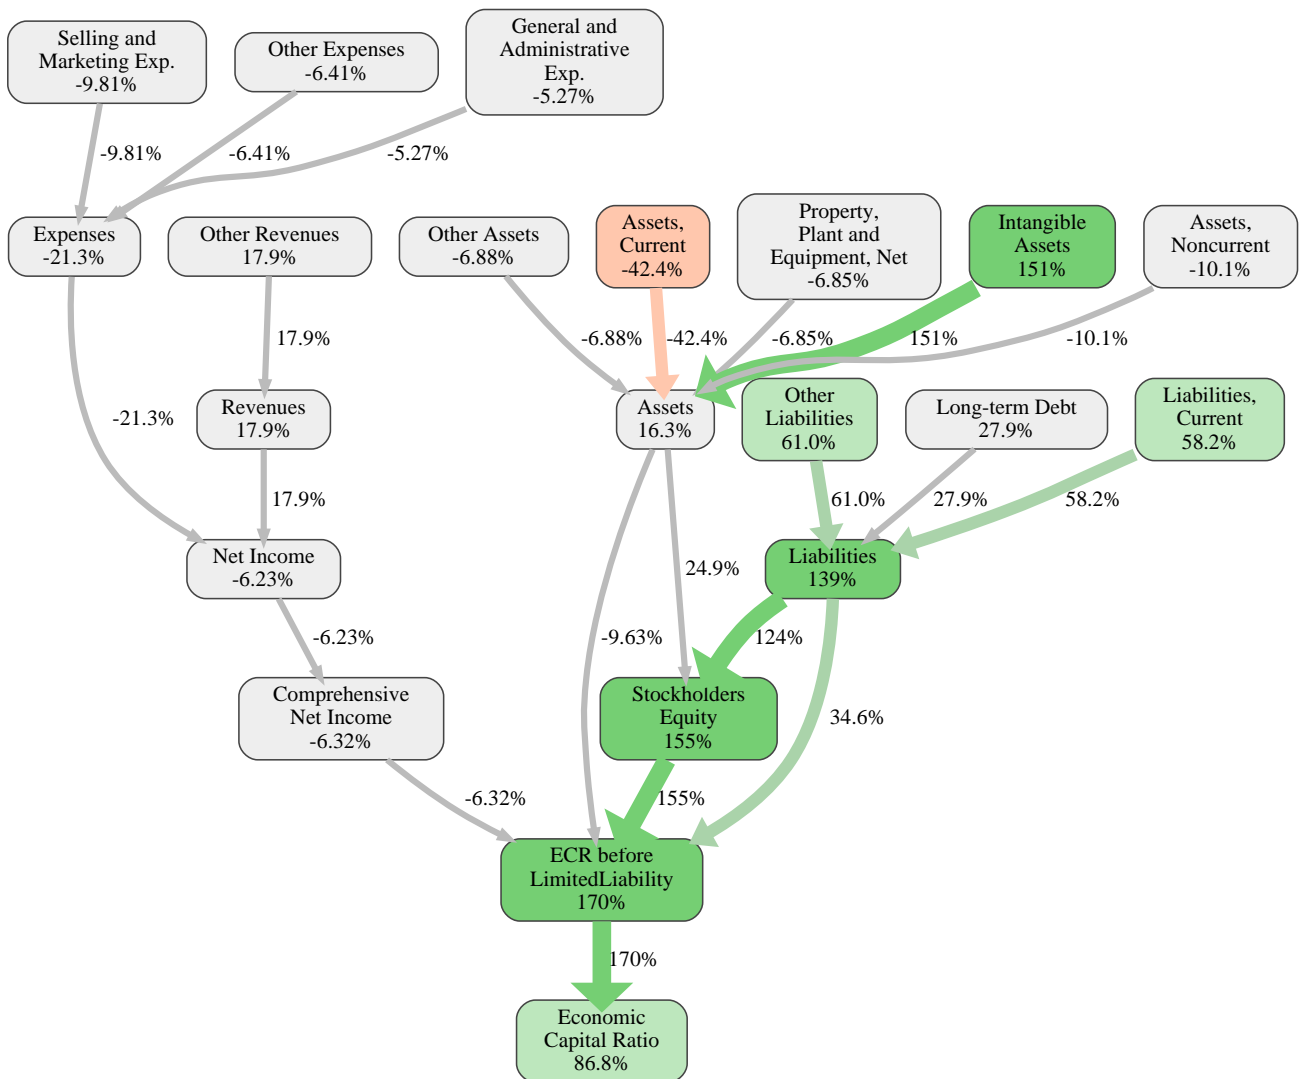 Selling and
Marketing Exp.
-9.81%
Other Expenses
-6.41%
General and
Administrative
Exp.
-5.27%
-9.81%
-6.41%
-5.27%
Expenses
-21.3%
Other Revenues
17.9%
Other Assets
-6.88%
Assets,
Current
-42.4%
Property,
Plant and
Equipment, Net
-6.85%
Intangible
Assets
151%
Assets,
Noncurrent
-10.1%
17.9%
-6.88%
-42.4%
-6.85%
151%
-10.1%
-21.3%
Revenues
17.9%
Assets
16.3%
Other
Liabilities
61.0%
Long-term Debt
27.9%
Liabilities,
Current
58.2%
17.9%
61.0%
27.9%
58.2%
Net Income
-6.23%
24.9%
Liabilities
139%
-6.23%
-9.63%
124%
Comprehensive
Net Income
-6.32%
Stockholders
Equity
155%
34.6%
-6.32%
155%
ECR before
LimitedLiability
170%
170%
Economic
Capital Ratio
86.8%